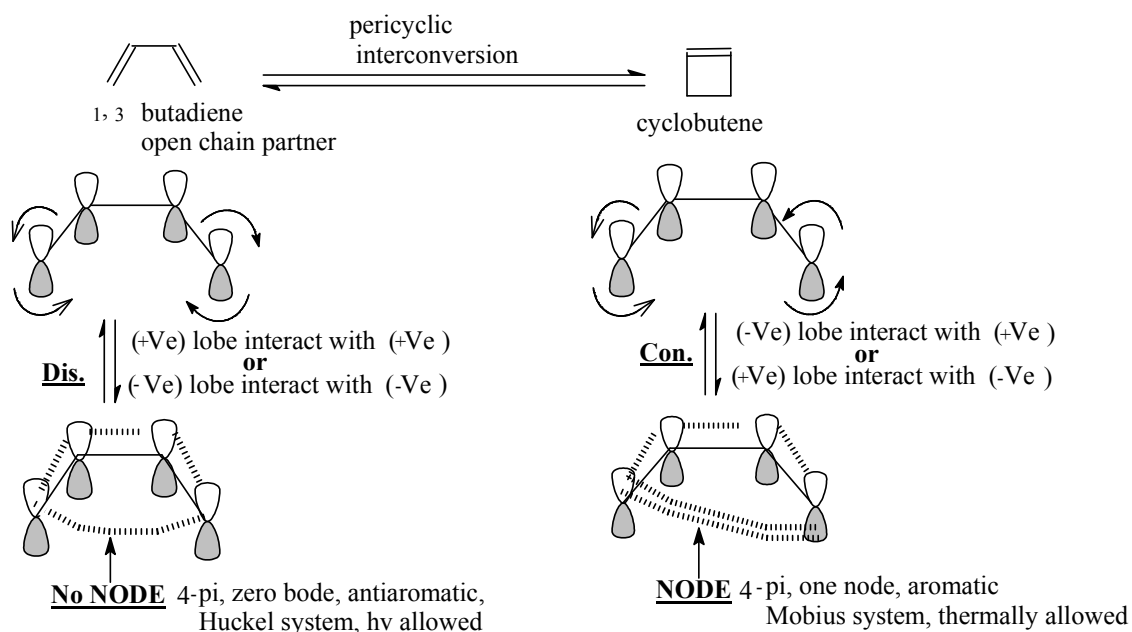 pericyclic
interconversion
1, 3 butadiene
open chain partner
cyclobutene
(+Ve) lobe interact with (+Ve )
or
Dis.
(-Ve) lobe interact with (-Ve )
(-Ve) lobe interact with (+Ve )
or
Con.
(+Ve) lobe interact with (-Ve )
No NODE 4-pi, zero bode, antiaromatic,
Huckel system, hv allowed
NODE 4-pi, one node, aromatic
Mobius system, thermally allowed